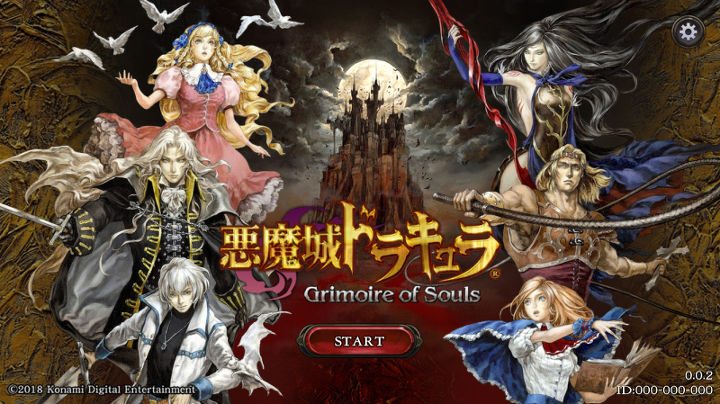 悪魔城ドラキュラ®
Grimoire of Souls
START
©2018 Konami Digital Entertainment
0.0.2
ID:000-000-000